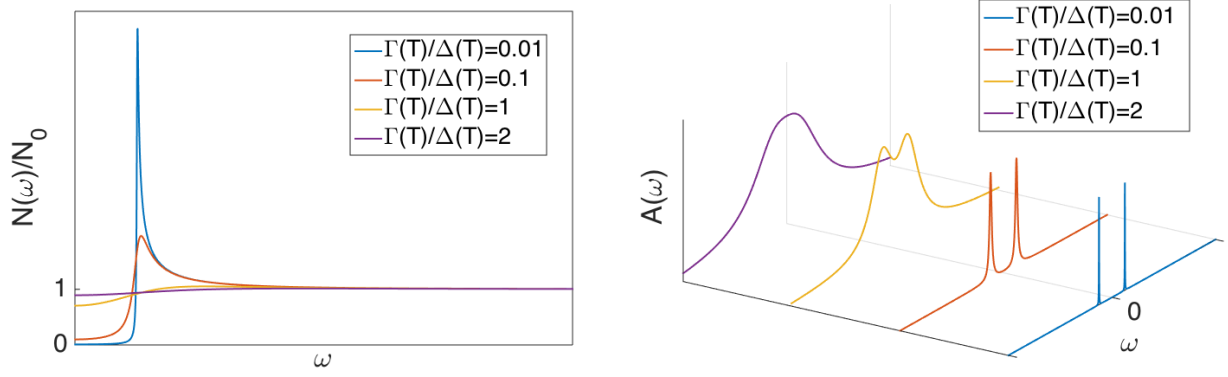 N(ω)/N₀
1
0
ω
Γ(T)/Δ(T)=0.01
Γ(T)/Δ(T)=0.1
Γ(T)/Δ(T)=1
Γ(T)/Δ(T)=2
A(ω)
0
ω
Γ(T)/Δ(T)=0.01
Γ(T)/Δ(T)=0.1
Γ(T)/Δ(T)=1
Γ(T)/Δ(T)=2